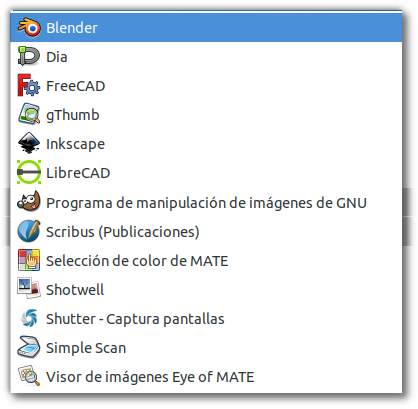 Blender
Dia
FreeCAD
gThumb
Inkscape
LibreCAD
Programa de manipulación de imágenes de GNU
Scribus (Publicaciones)
Selección de color de MATE
Shotwell
Shutter - Captura pantallas
Simple Scan
Visor de imágenes Eye of MATE